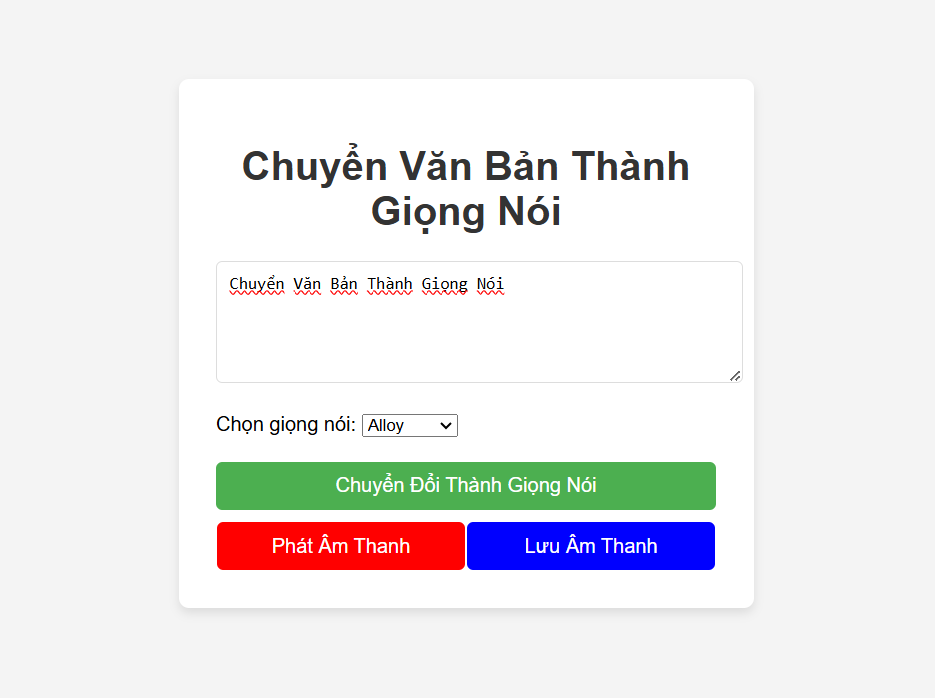 Chuyển Văn Bản Thành
Giọng Nói
Chuyển Văn Bản Thành Giọng Nói
Chọn giọng nói: Alloy
Chuyển Đổi Thành Giọng Nói
Phát Âm Thanh Lưu Âm Thanh